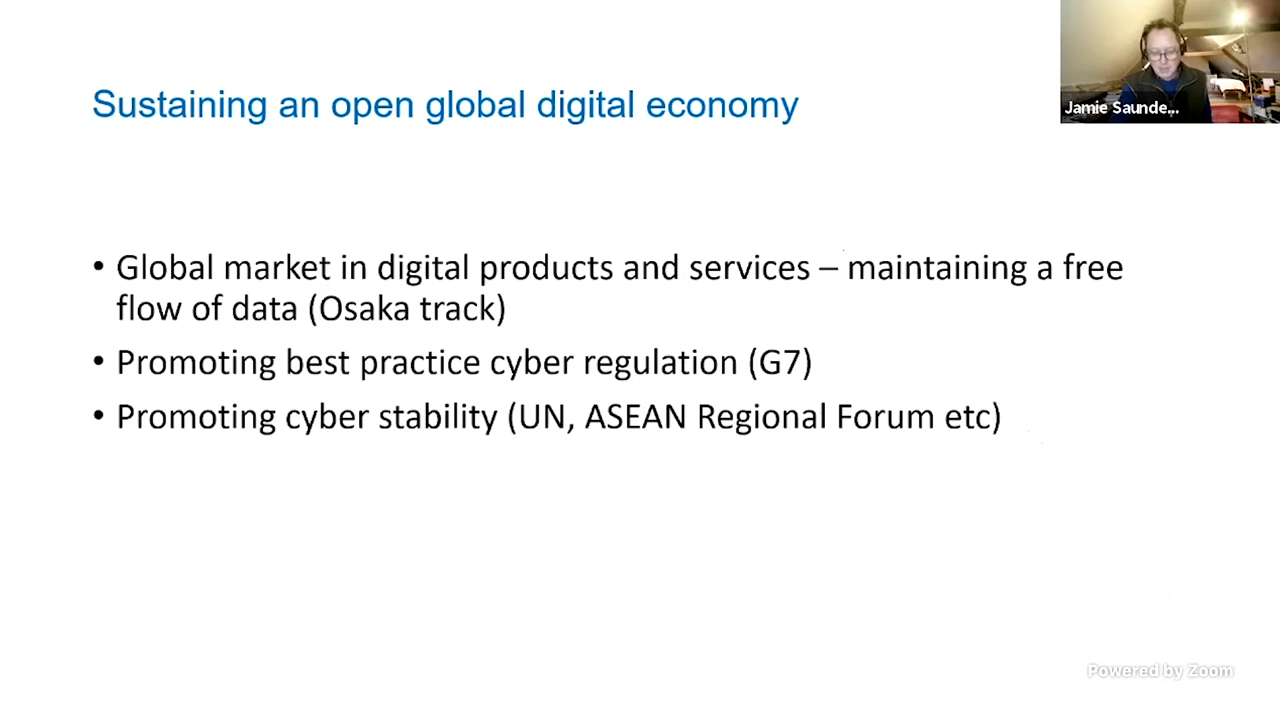 Sustaining an open global digital economy
Jamie Saunde...
• Global market in digital products and services – maintaining a free
flow of data (Osaka track)
• Promoting best practice cyber regulation (G7)
• Promoting cyber stability (UN, ASEAN Regional Forum etc)
Powered by Zoom